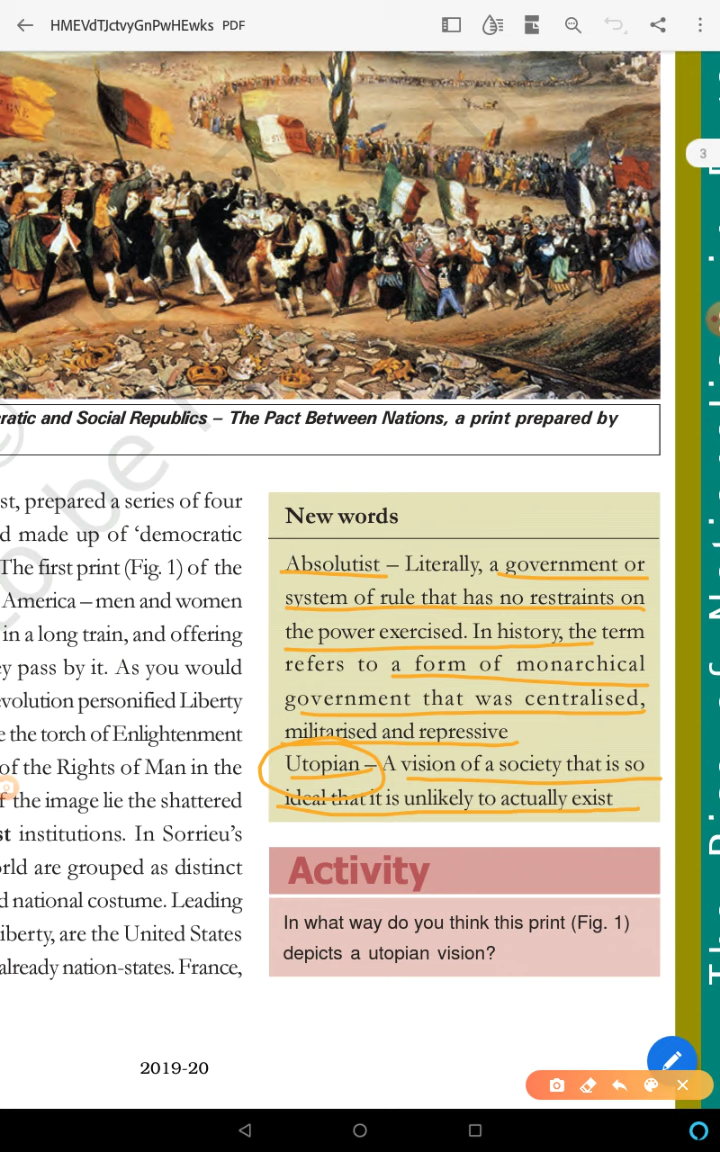 HMEVdTJctvyGnPwHEwks PDF
3
ratic and Social Republics – The Pact Between Nations, a print prepared by
st, prepared a series of four
d made up of ‘democratic
The first print (Fig. 1) of the
America – men and women
in a long train, and offering
ey pass by it. As you would
evolution personified Liberty
e the torch of Enlightenment
of the Rights of Man in the
f the image lie the shattered
st institutions. In Sorrieu’s
orld are grouped as distinct
d national costume. Leading
iberty, are the United States
already nation-states. France,
New words
Absolutist – Literally, a government or
system of rule that has no restraints on
the power exercised. In history, the term
refers to a form of monarchical
government that was centralised,
militarised and repressive
Utopian – A vision of a society that is so
ideal that it is unlikely to actually exist
Activity
In what way do you think this print (Fig. 1)
depicts a utopian vision?
2019-20